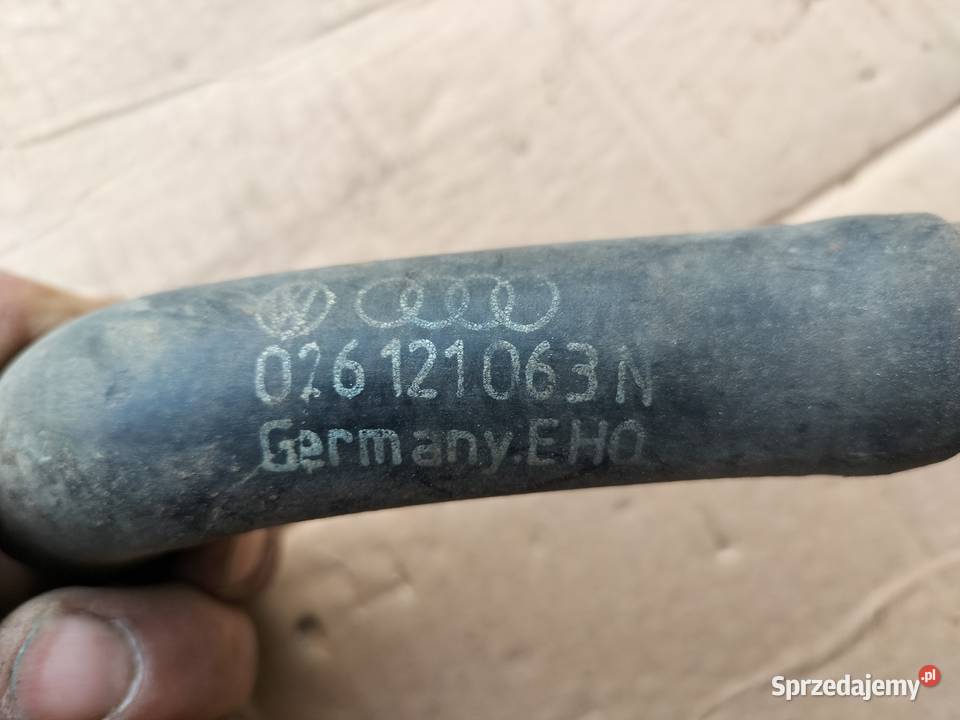 026 121 063 N
Germany.EHO
Sprzedajemy.pl